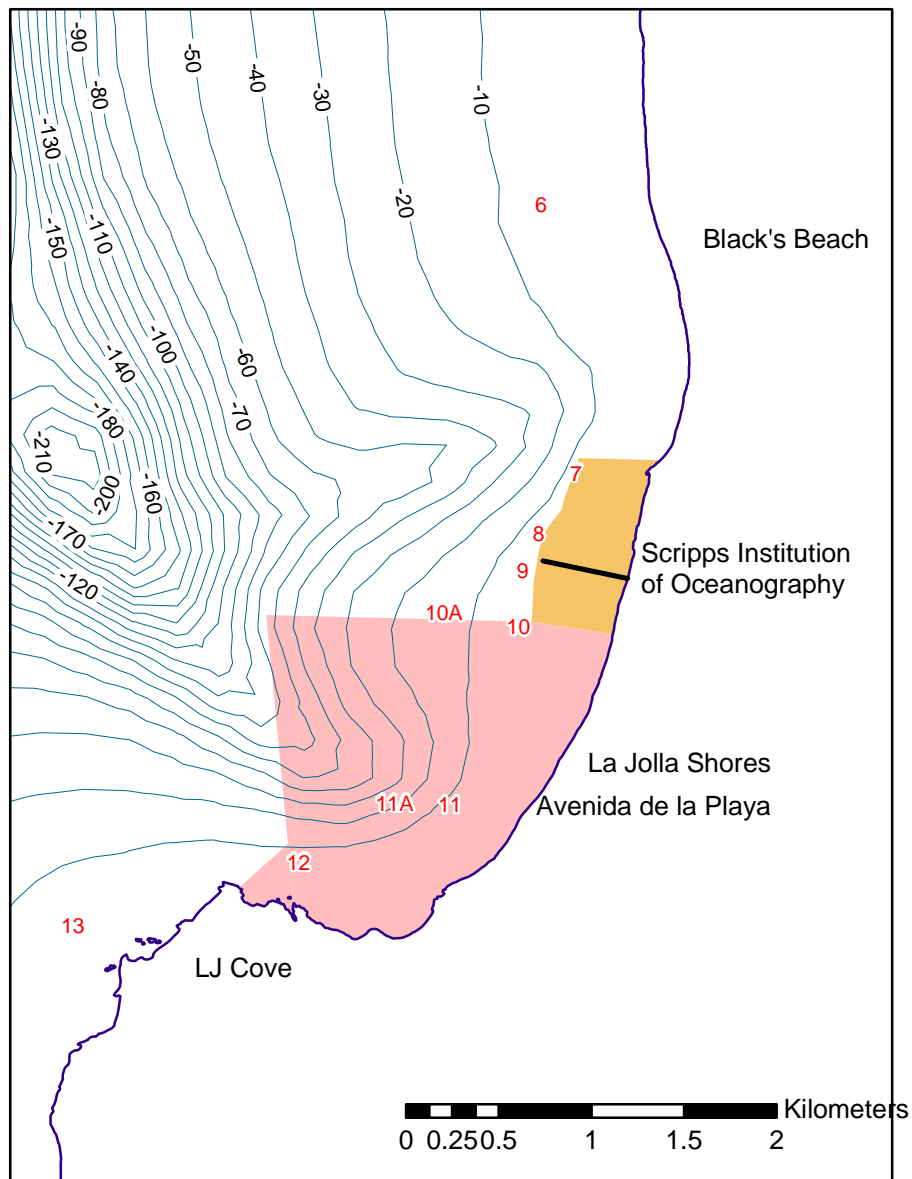 -90
-50
-40
-30
-10
-80
-130
-20
6
-150
-110
Black's Beach
-140
-100
-60
-70
-180
-210
-200
-160
7
-170
8
Scripps Institution
of Oceanography
9
-120
10A
10
La Jolla Shores
11A
11
Avenida de la Playa
12
13
LJ Cove
Kilometers
0 0.25 0.5 1 1.5 2